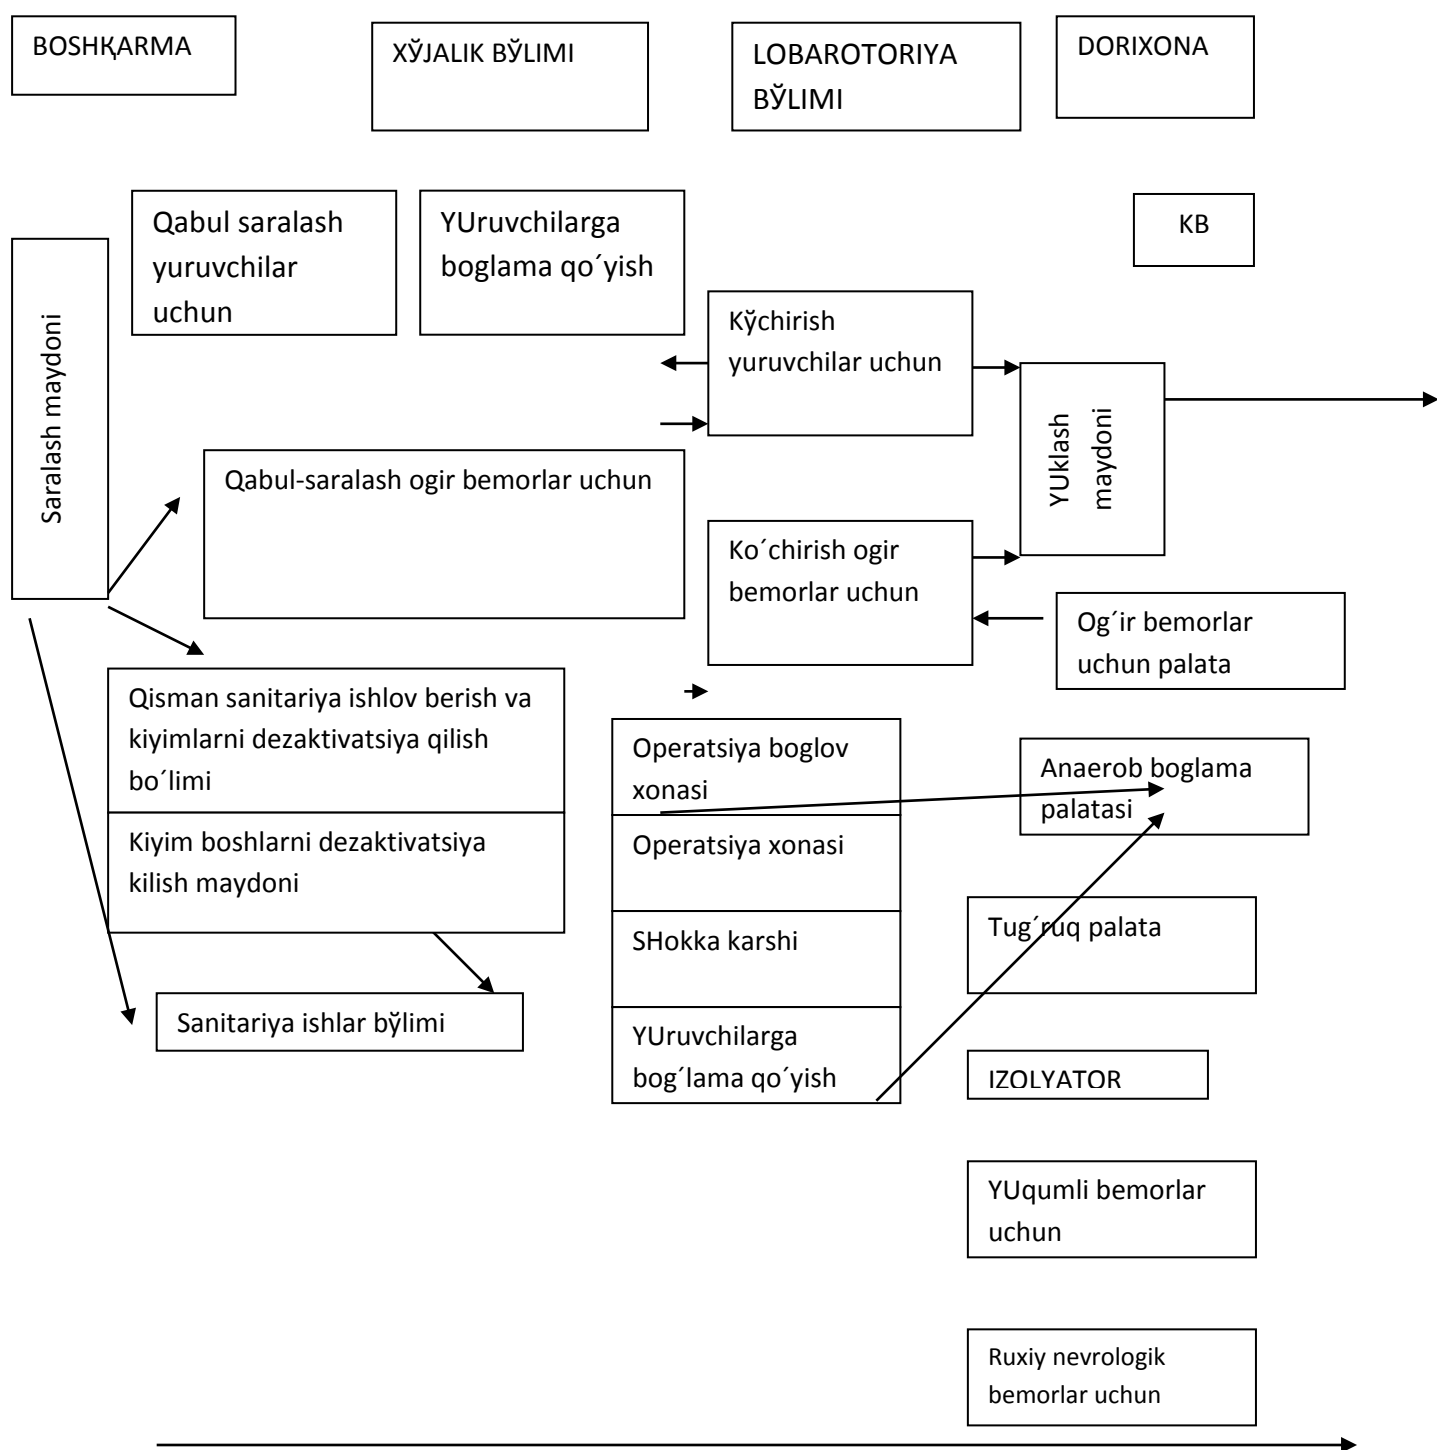 BOSHҚARMA
XЎJALIK BЎLIMI
LOBAROTORIYA
BЎLIMI
DORIXONA
Qabul saralash
yuruvchilar
uchun
YUruvchilarga
boglama qo´yish
KB
Saralash maydoni
Kўchirish
yuruvchilar uchun
YUklash
maydoni
Qabul-saralash ogir bemorlar uchun
Ko´chirish ogir
bemorlar uchun
Og´ir bemorlar
uchun palata
Qisman sanitariya ishlov berish va
kiyimlarni dezaktivatsiya qilish
bo´limi
Kiyim boshlarni dezaktivatsiya
kilish maydoni
Sanitariya ishlar bўlimi
Operatsiya boglov
xonasi
Operatsiya xonasi
SHokka karshi
YUruvchilarga
bog´lama qo´yish
Anaerob boglama
palatasi
Tug´ruq palata
IZOLYATOR
YUqumli bemorlar
uchun
Ruxiy nevrologik
bemorlar uchun